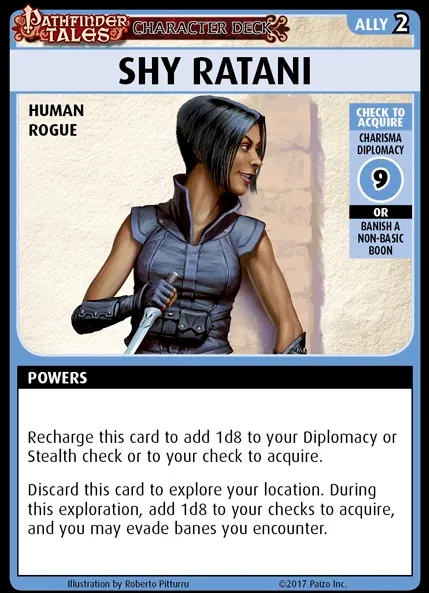 PATHFINDER
TALES
CHARACTER DECK
ALLY 2
SHY RATANI
HUMAN
ROGUE
CHECK TO
ACQUIRE
CHARISMA
DIPLOMACY
9
OR
BANISH A
NON-BASIC
BOON
POWERS
Recharge this card to add 1d8 to your Diplomacy or
Stealth check or to your check to acquire.
Discard this card to explore your location. During
this exploration, add 1d8 to your checks to acquire,
and you may evade banes you encounter.
Illustration by Roberto Pitturru
©2017 Paizo Inc.